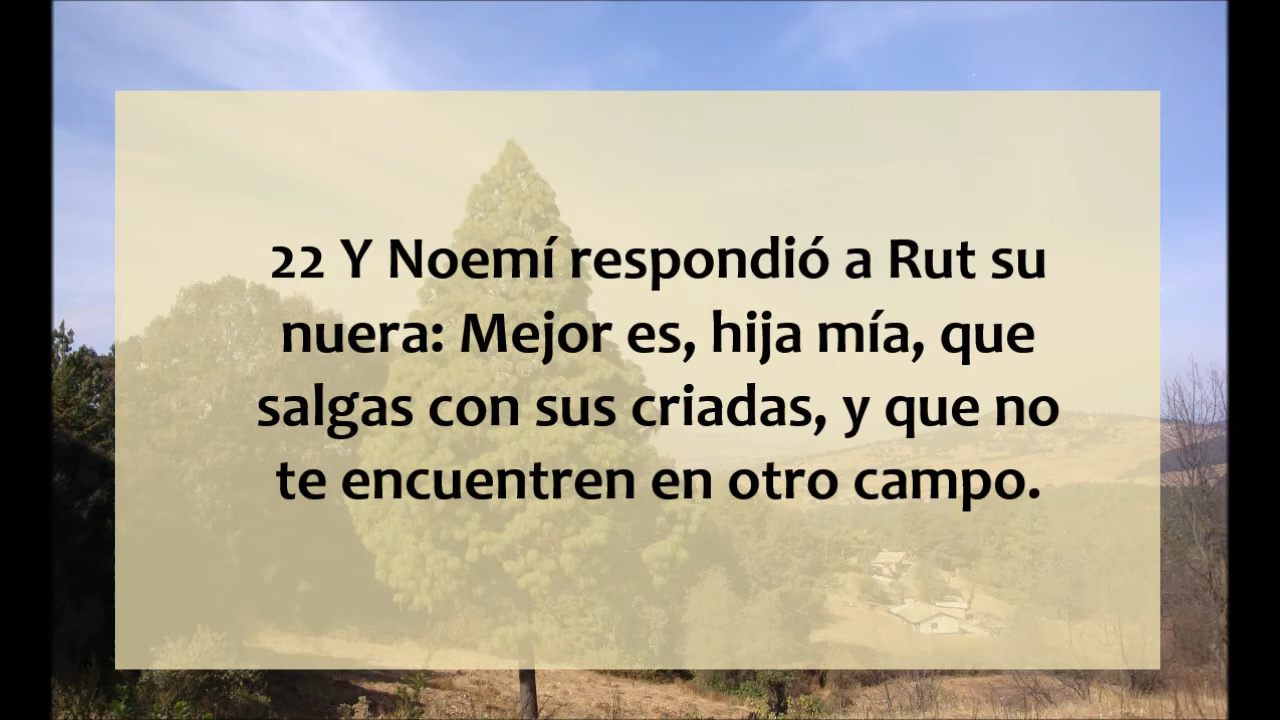 22 Y Noemí respondió a Rut su
nuera: Mejor es, hija mía, que
salgas con sus criadas, y que no
te encuentren en otro campo.